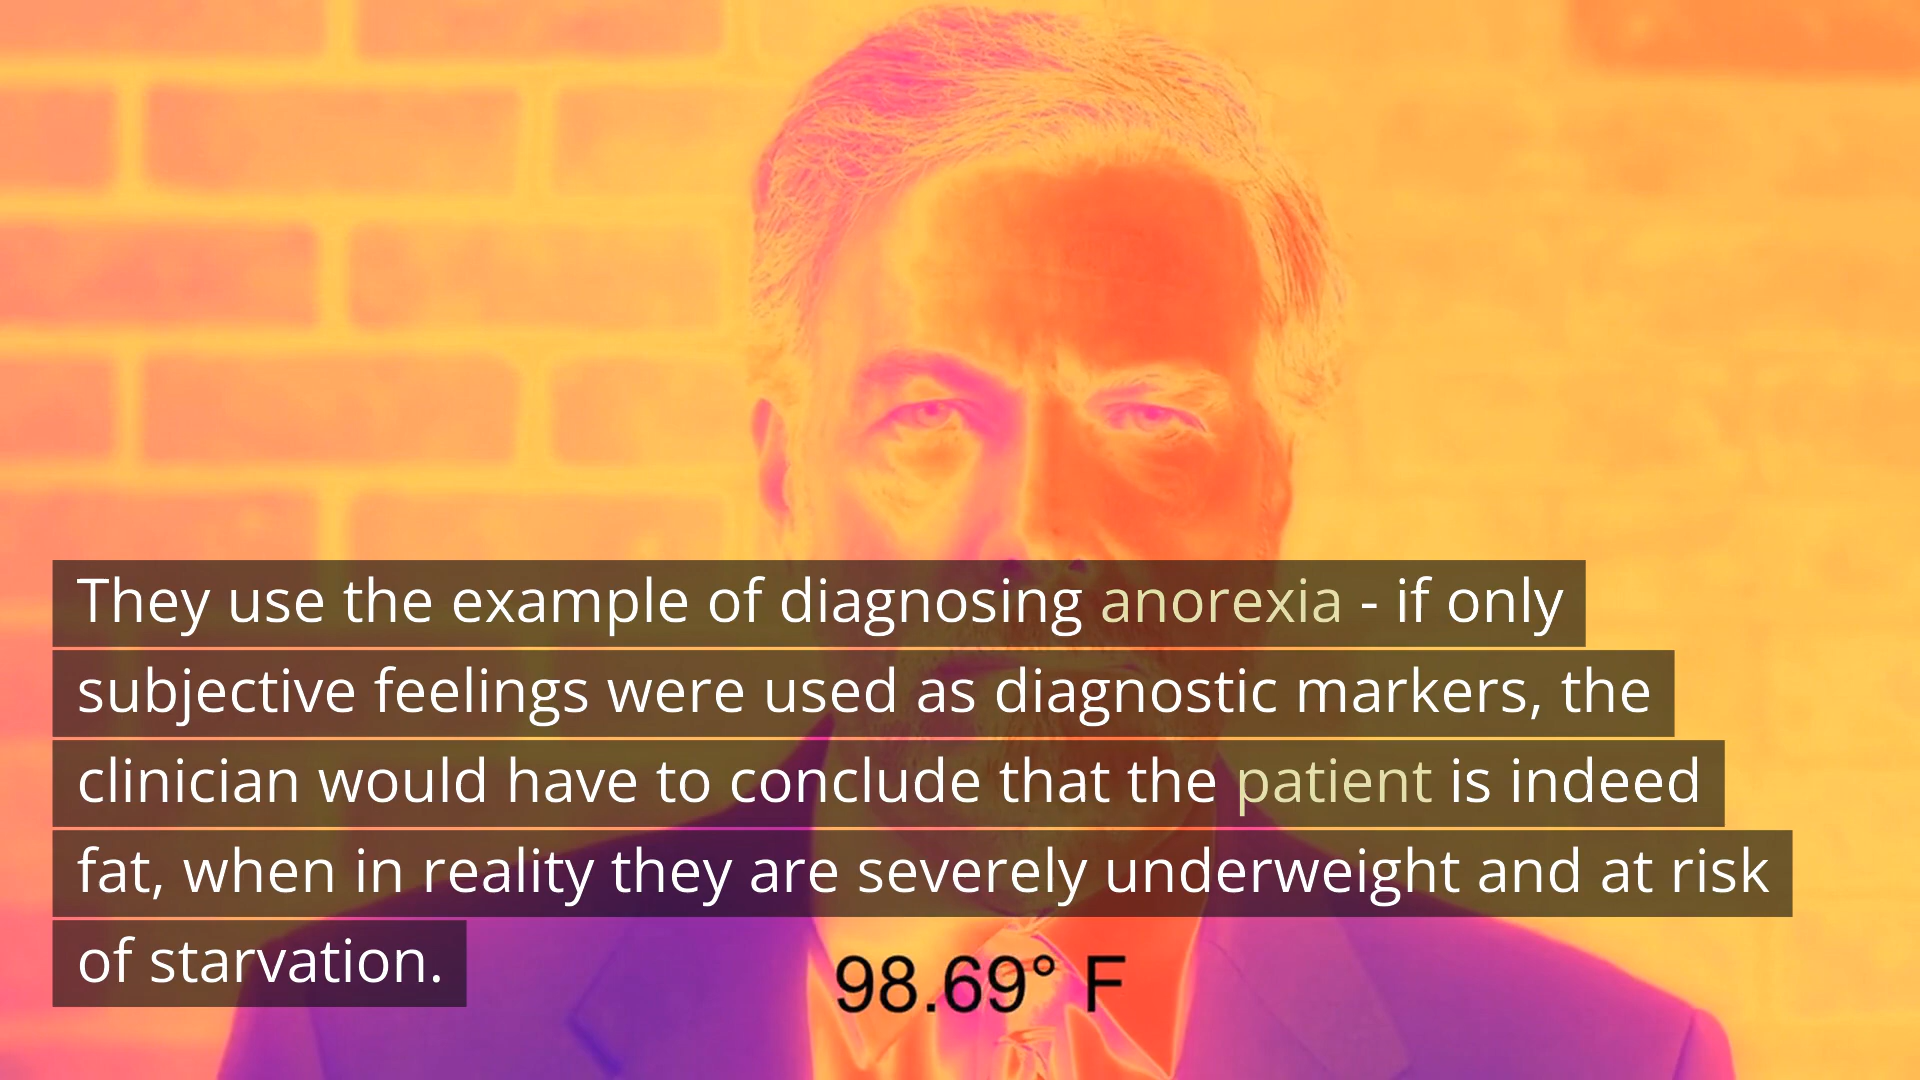 They use the example of diagnosing anorexia - if only
subjective feelings were used as diagnostic markers, the
clinician would have to conclude that the patient is indeed
fat, when in reality they are severely underweight and at risk
of starvation.
98.69° F